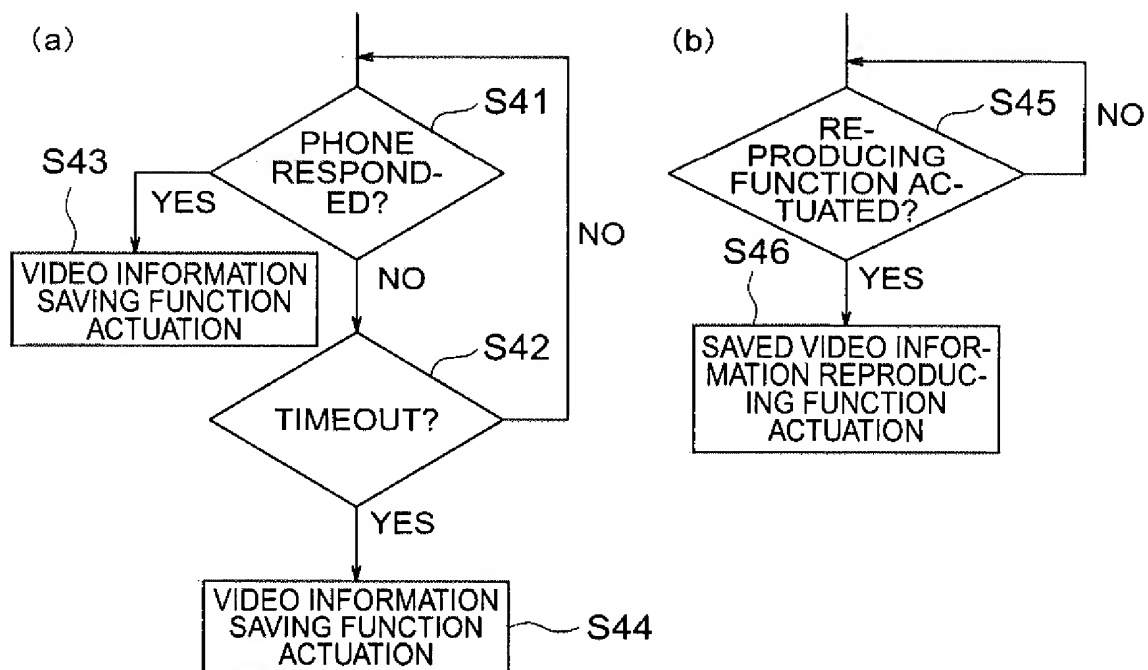 (a)
S41
PHONE
RESPOND-
ED?
S43
YES
VIDEO INFORMATION
SAVING FUNCTION
ACTUATION
NO
NO
S42
TIMEOUT?
YES
VIDEO INFORMATION
SAVING FUNCTION
ACTUATION
S44
(b)
S45
NO
RE-
PRODUCING
FUNCTION AC-
TUATED?
S46
YES
SAVED VIDEO INFOR-
MATION REPRODUC-
ING FUNCTION
ACTUATION